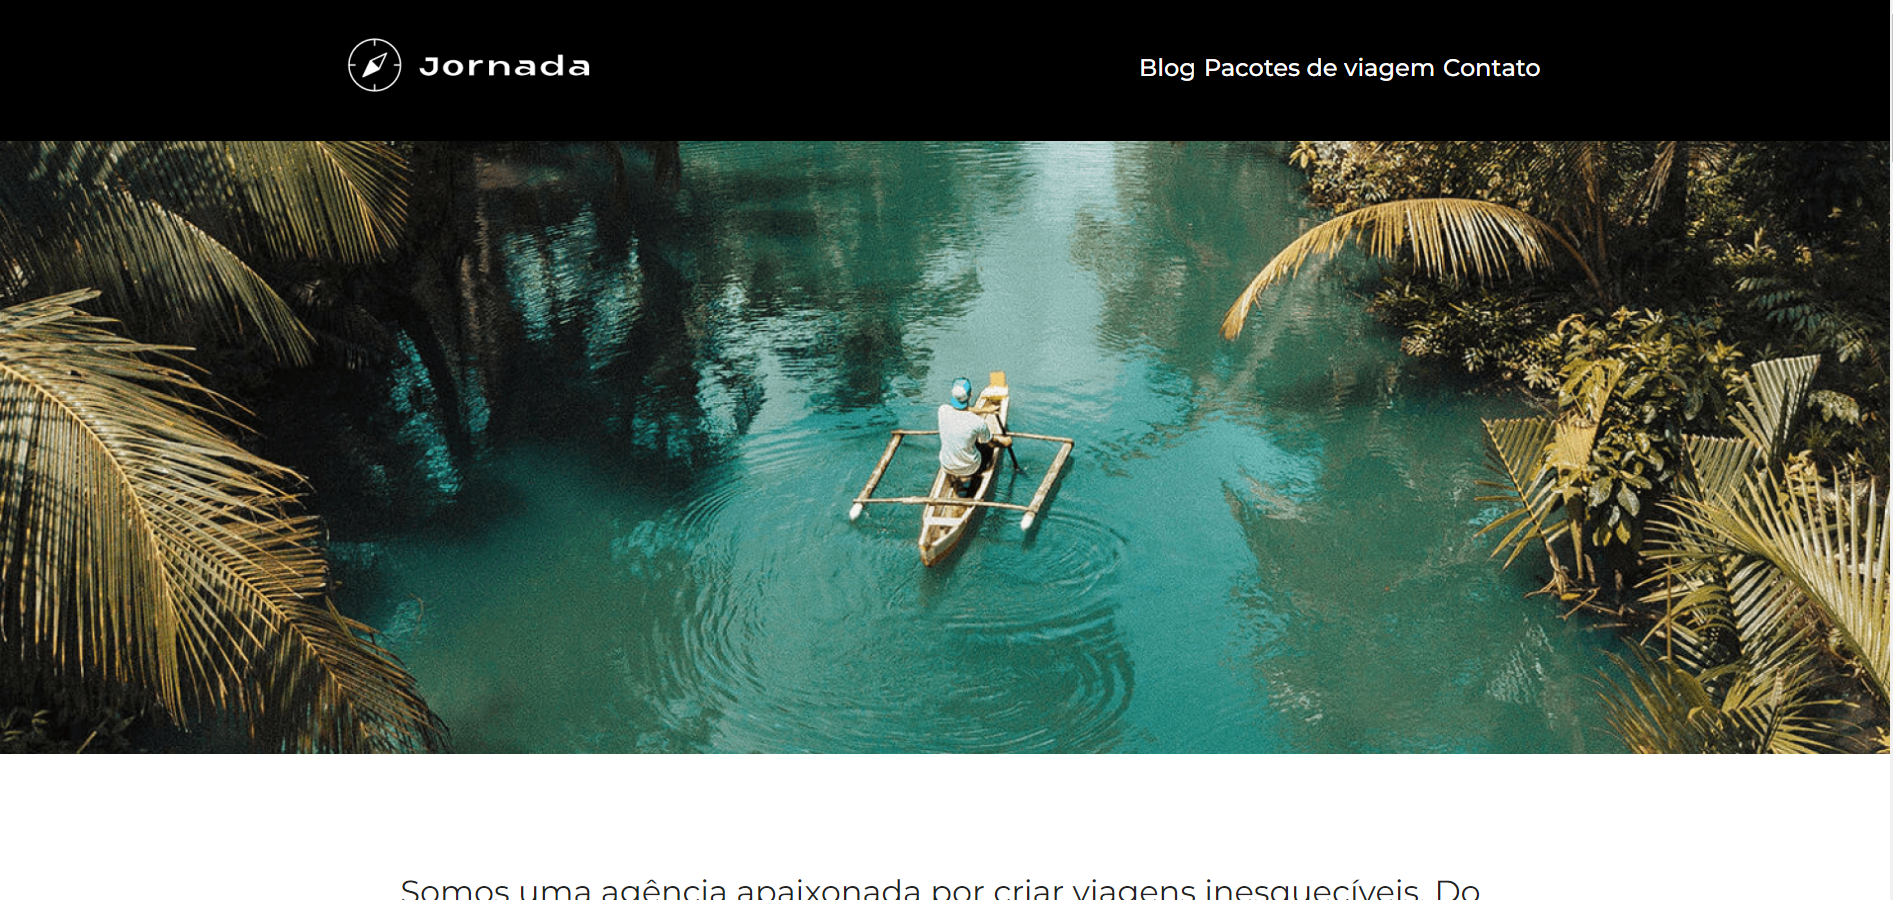 Jornada
Blog Pacotes de viagem Contato
Somos uma agência apaixonada por criar viagens inesquecíveis. Do